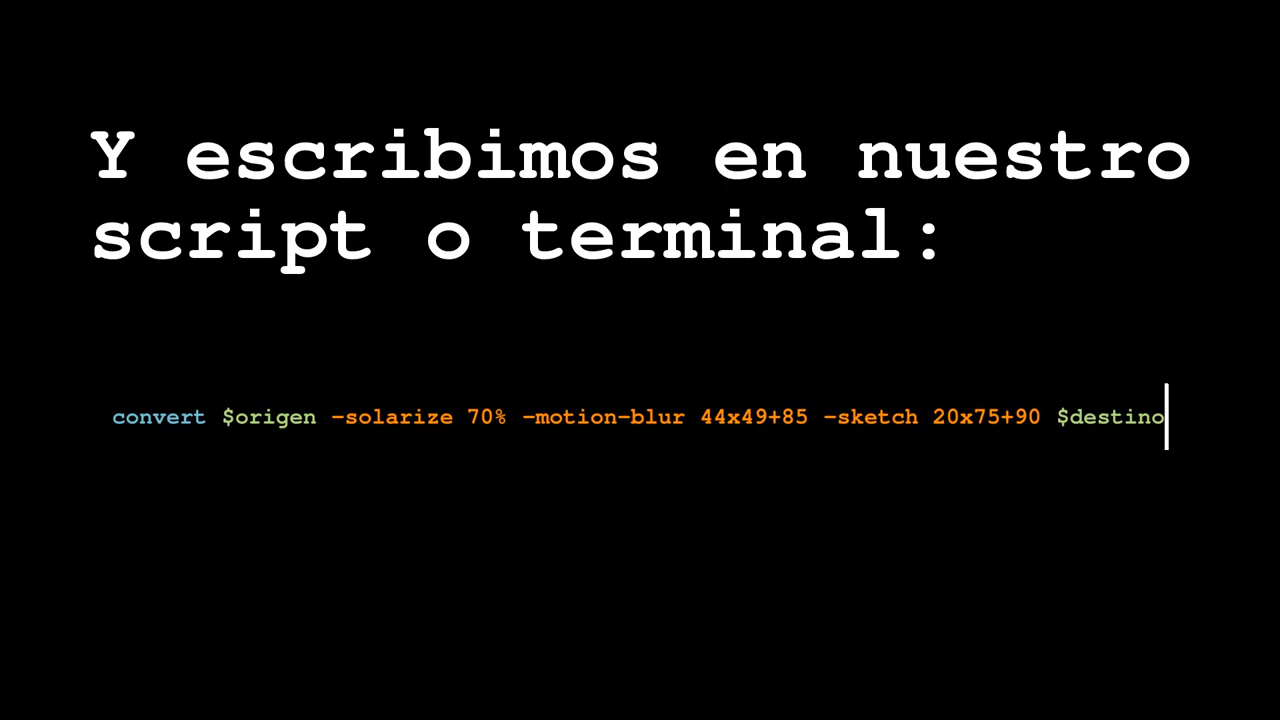 Y escribimos en nuestro
script o terminal:
convert $origen -solarize 70% -motion-blur 44x49+85 -sketch 20x75+90 $destino